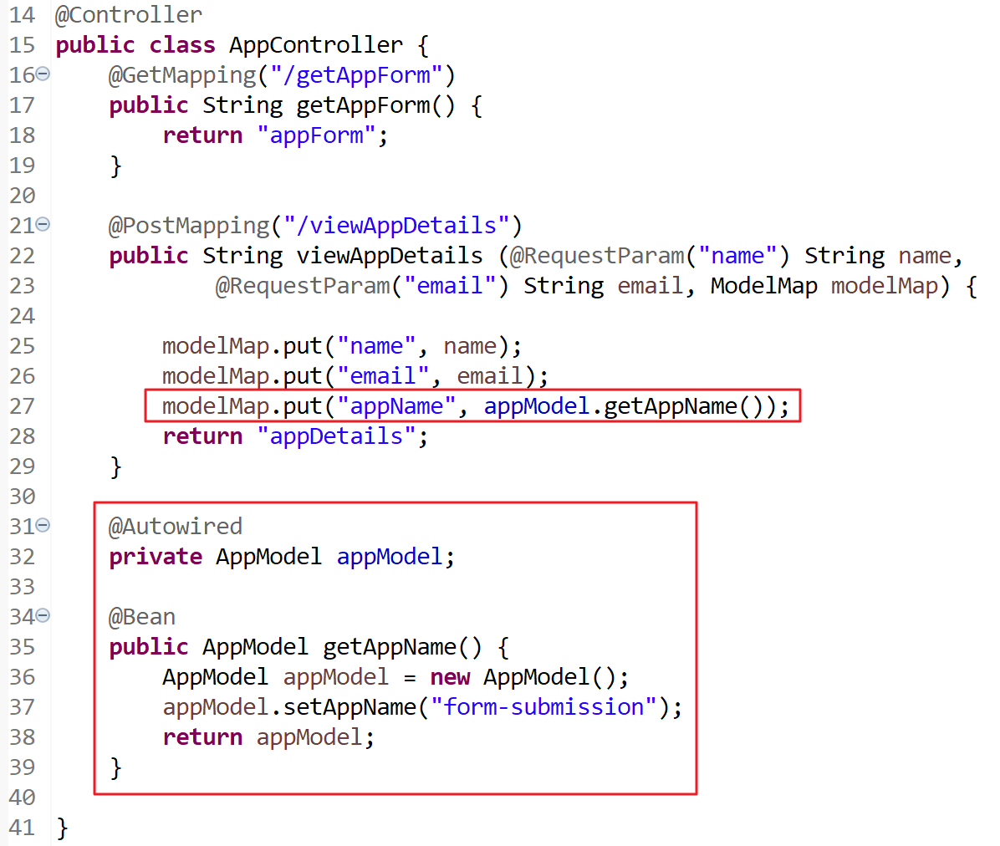 14 @Controller
15 public class AppController {
16 @GetMapping("/getAppForm")
17 public String getAppForm() {
18 return "appForm";
19 }
20
21 @PostMapping("/viewAppDetails")
22 public String viewAppDetails (@RequestParam("name") String name,
23 @RequestParam("email") String email, ModelMap modelMap) {
24
25 modelMap.put("name", name);
26 modelMap.put("email", email);
27 modelMap.put("appName", appModel.getAppName());
28 return "appDetails";
29 }
30
31 @Autowired
32 private AppModel appModel;
33
34 @Bean
35 public AppModel getAppName() {
36 AppModel appModel = new AppModel();
37 appModel.setAppName("form-submission");
38 return appModel;
39 }
40
41 }